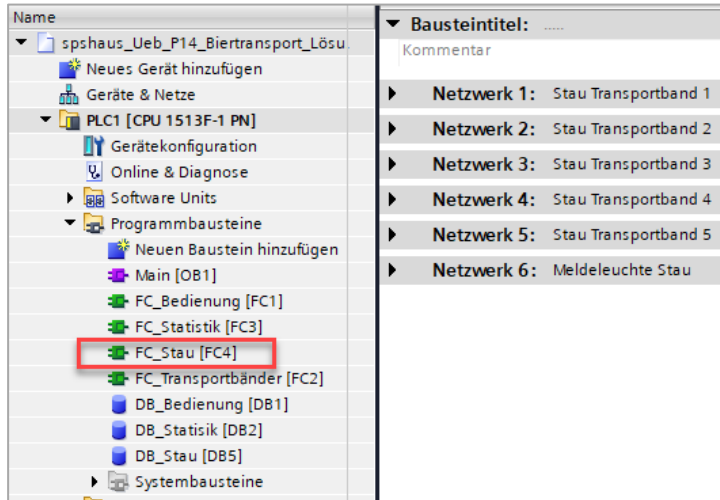 Name
spshaus_Ueb_P14_Biertransport_Lösu.
Neues Gerät hinzufügen
Geräte & Netze
PLC1 [CPU 1513F-1 PN]
Gerätekonfiguration
Online & Diagnose
Software Units
Programmbausteine
Neuen Baustein hinzufügen
Main [OB1]
FC_Bedienung [FC1]
FC_Statistik [FC3]
FC_Stau [FC4]
FC_Transportbänder [FC2]
DB_Bedienung [DB1]
DB_Statisik [DB2]
DB_Stau [DB5]
Systembausteine
Bausteintitel: .....
Kommentar
Netzwerk 1: Stau Transportband 1
Netzwerk 2: Stau Transportband 2
Netzwerk 3: Stau Transportband 3
Netzwerk 4: Stau Transportband 4
Netzwerk 5: Stau Transportband 5
Netzwerk 6: Meldeleuchte Stau